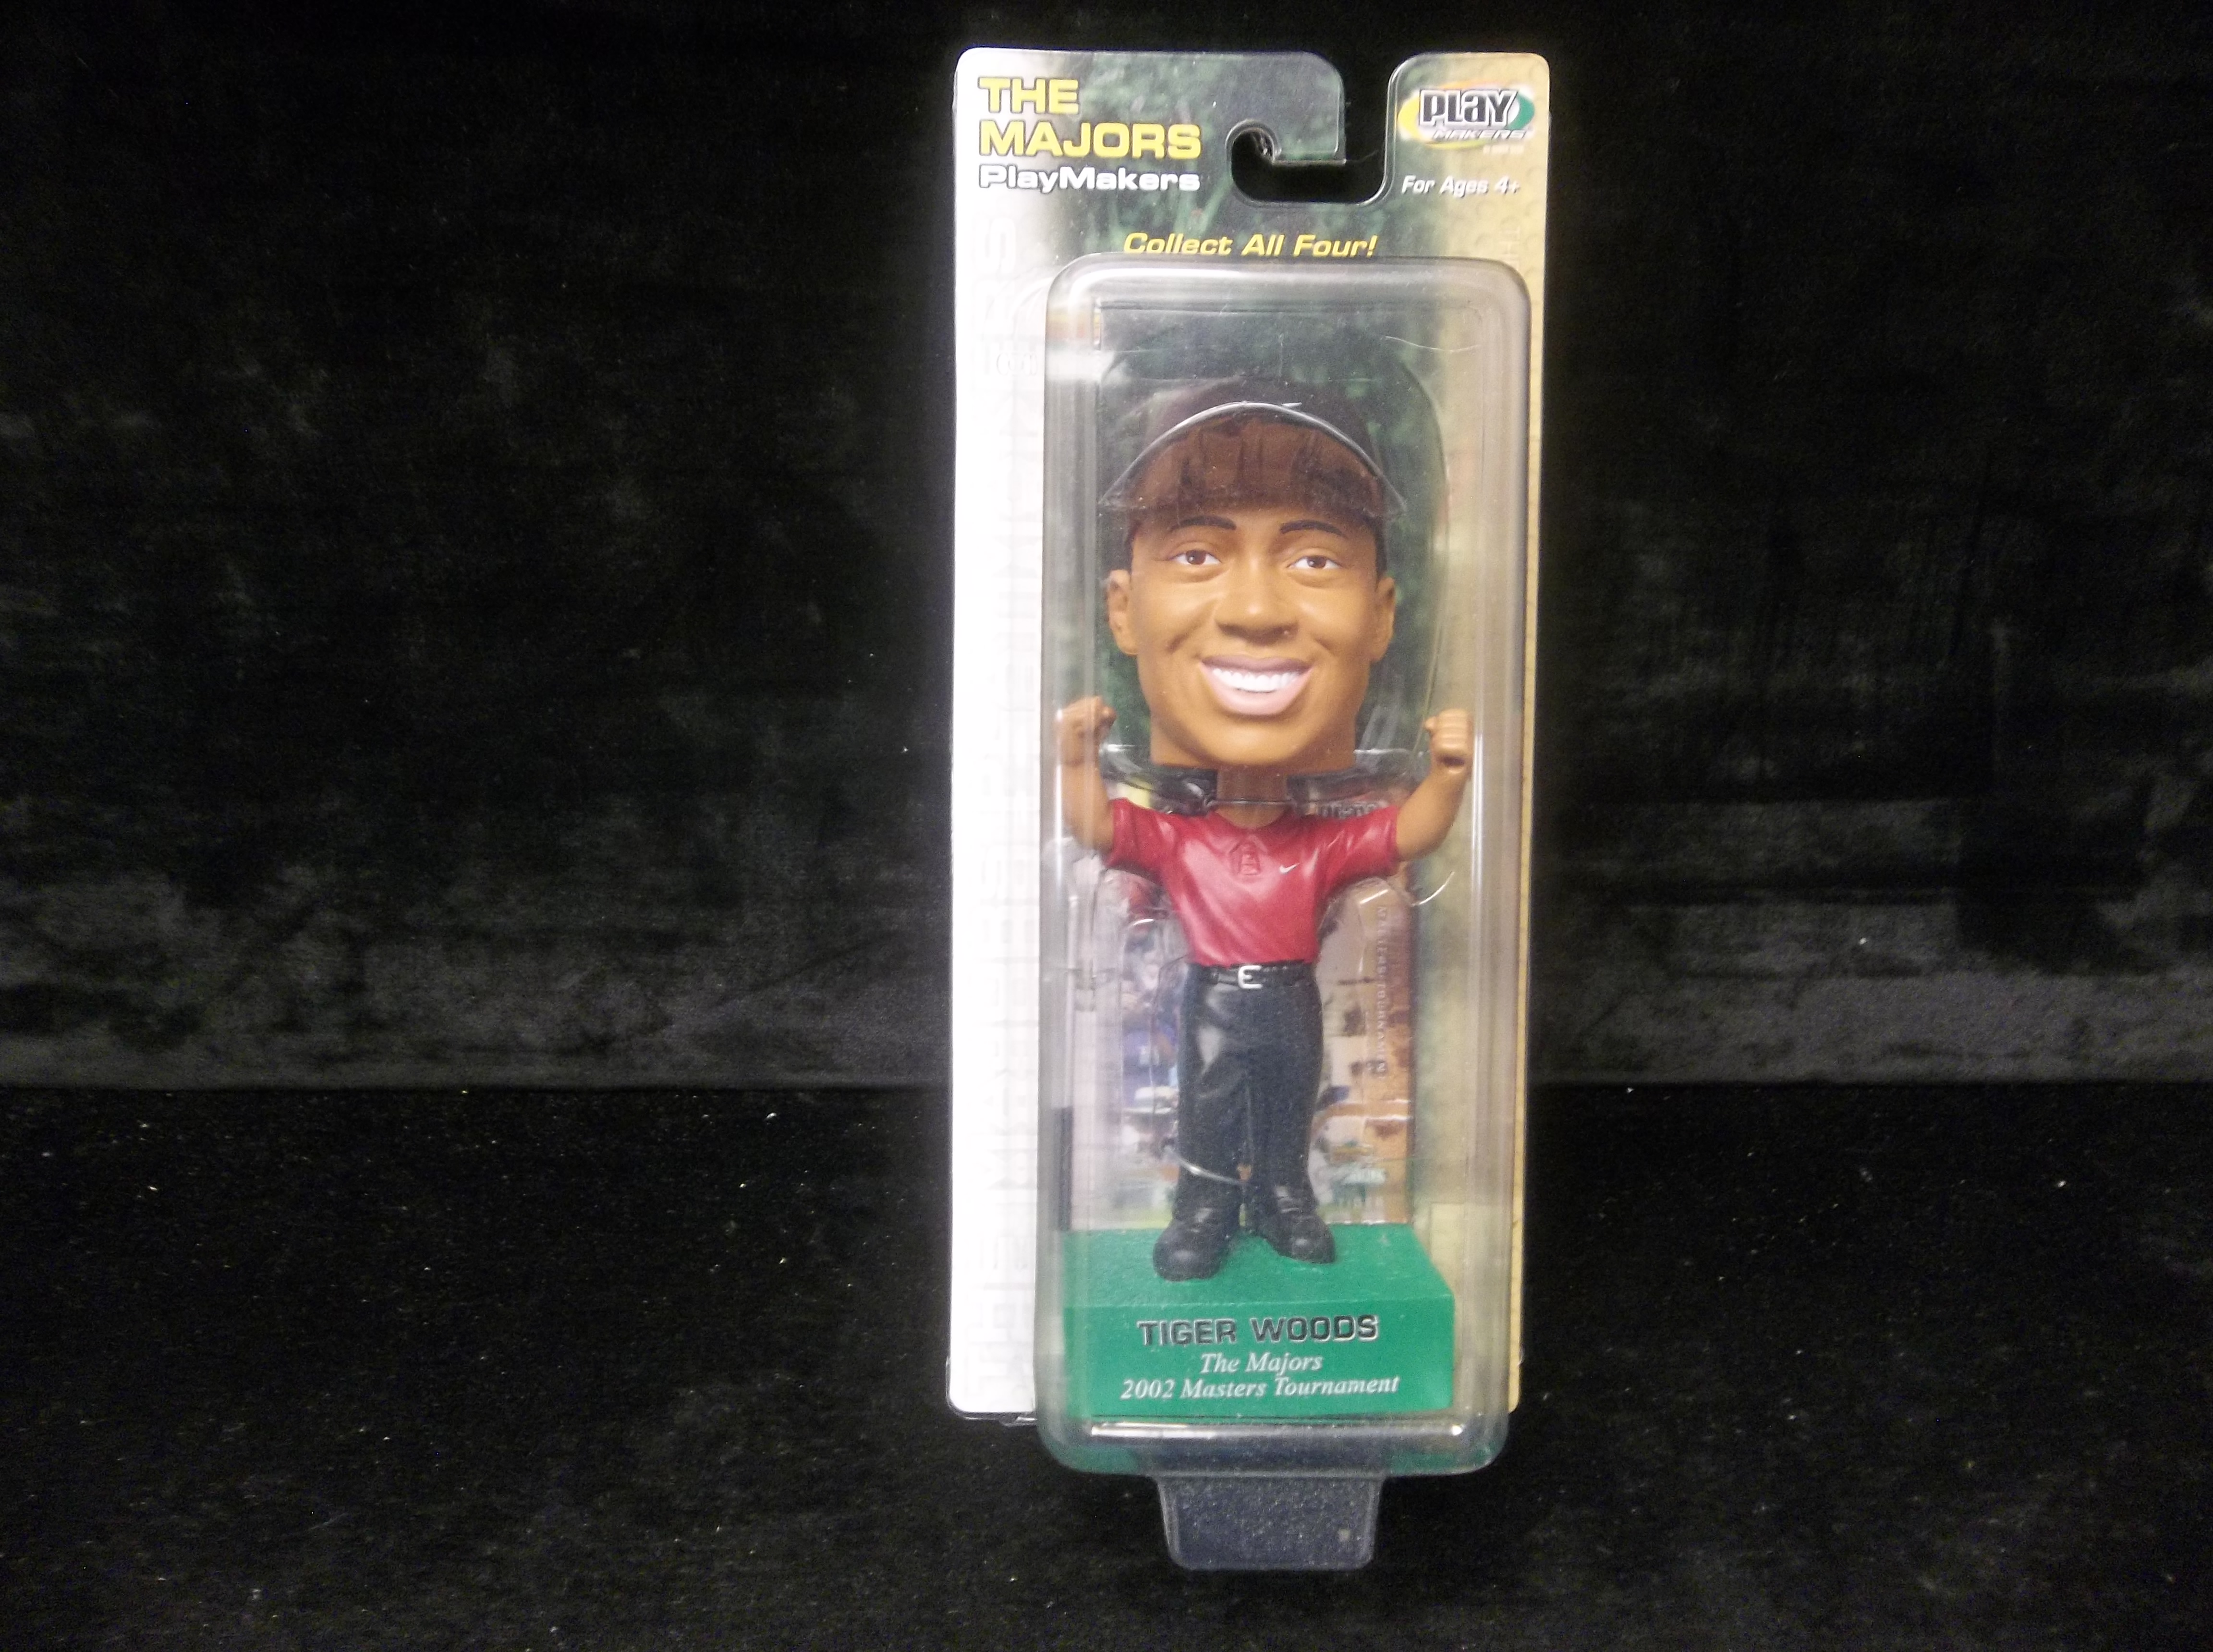 THE
MAJORS
PlayMakers
PLAY
MAKERS
For Ages 4+
Collect All Four!
TIGER WOODS
The Majors
2002 Masters Tournament